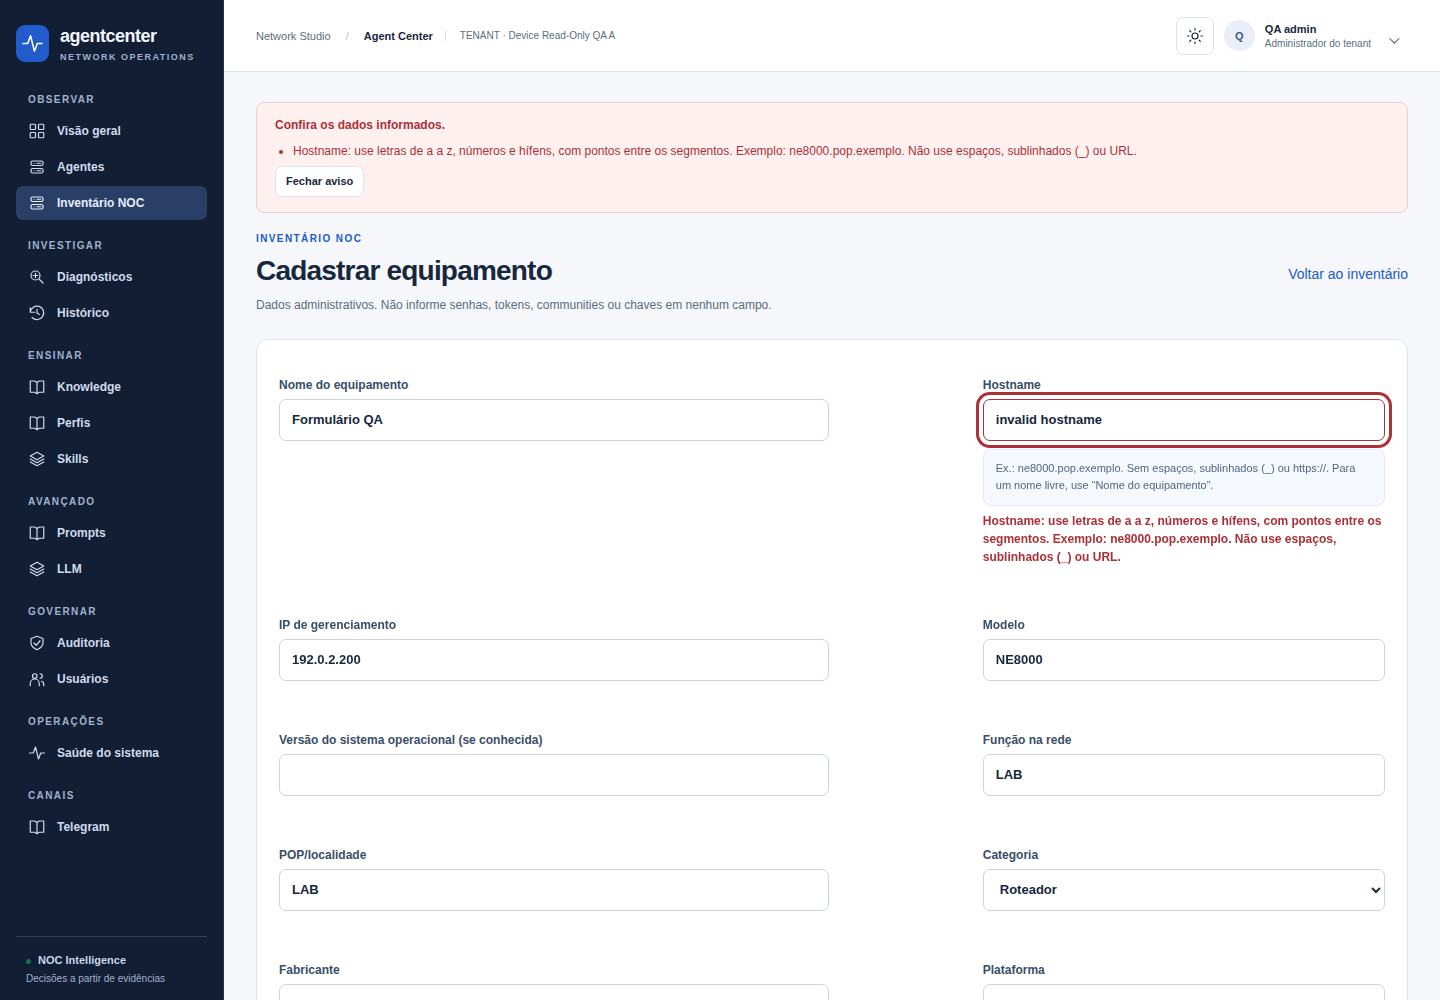 agentcenter
NETWORK OPERATIONS
OBSERVAR
Visão geral
Agentes
Inventário NOC
INVESTIGAR
Diagnósticos
Histórico
ENSINAR
Knowledge
Perfis
Skills
AVANÇADO
Prompts
LLM
GOVERNAR
Auditoria
Usuários
OPERAÇÕES
Saúde do sistema
CANAIS
Telegram
NOC Intelligence
Decisões a partir de evidências
Network Studio / Agent Center TENANT · Device Read-Only QA A
Q
QA admin
Administrador do tenant
Confira os dados informados.
Hostname: use letras de a a z, números e hífens, com pontos entre os segmentos. Exemplo: ne8000.pop.exemplo. Não use espaços, sublinhados (_) ou URL.
Fechar aviso
INVENTÁRIO NOC
Cadastrar equipamento
Voltar ao inventário
Dados administrativos. Não informe senhas, tokens, communities ou chaves em nenhum campo.
Nome do equipamento
Formulário QA
Hostname
invalid hostname
Ex.: ne8000.pop.exemplo. Sem espaços, sublinhados (_) ou https://. Para
um nome livre, use “Nome do equipamento”.
Hostname: use letras de a a z, números e hífens, com pontos entre os
segmentos. Exemplo: ne8000.pop.exemplo. Não use espaços,
sublinhados (_) ou URL.
IP de gerenciamento
192.0.2.200
Modelo
NE8000
Versão do sistema operacional (se conhecida)
Função na rede
LAB
POP/localidade
LAB
Categoria
Roteador
Fabricante
Plataforma